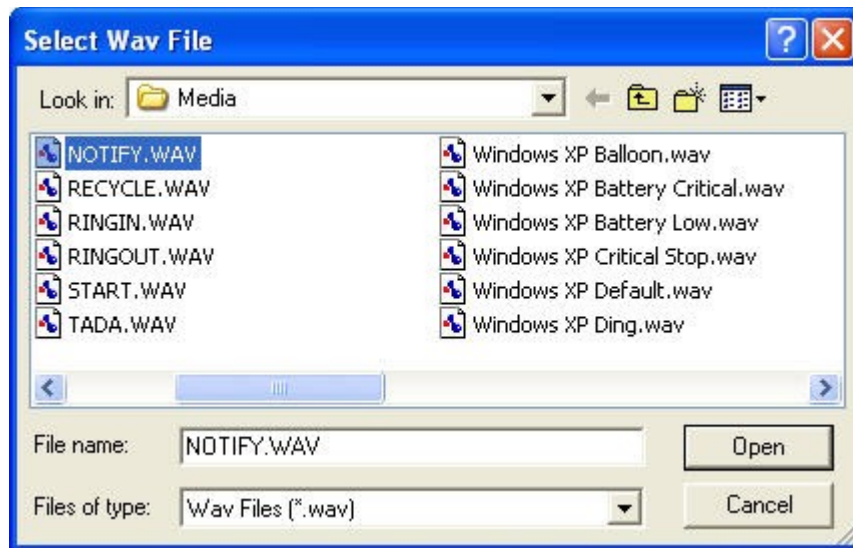 Select Wav File
Look in: Media
NOTIFY.WAV
RECYCLE.WAV
RINGIN.WAV
RINGOUT.WAV
START.WAV
TADA.WAV
Windows XP Balloon.wav
Windows XP Battery Critical.wav
Windows XP Battery Low.wav
Windows XP Critical Stop.wav
Windows XP Default.wav
Windows XP Ding.wav
File name: NOTIFY.WAV
Open
Files of type: Wav Files (*.wav)
Cancel